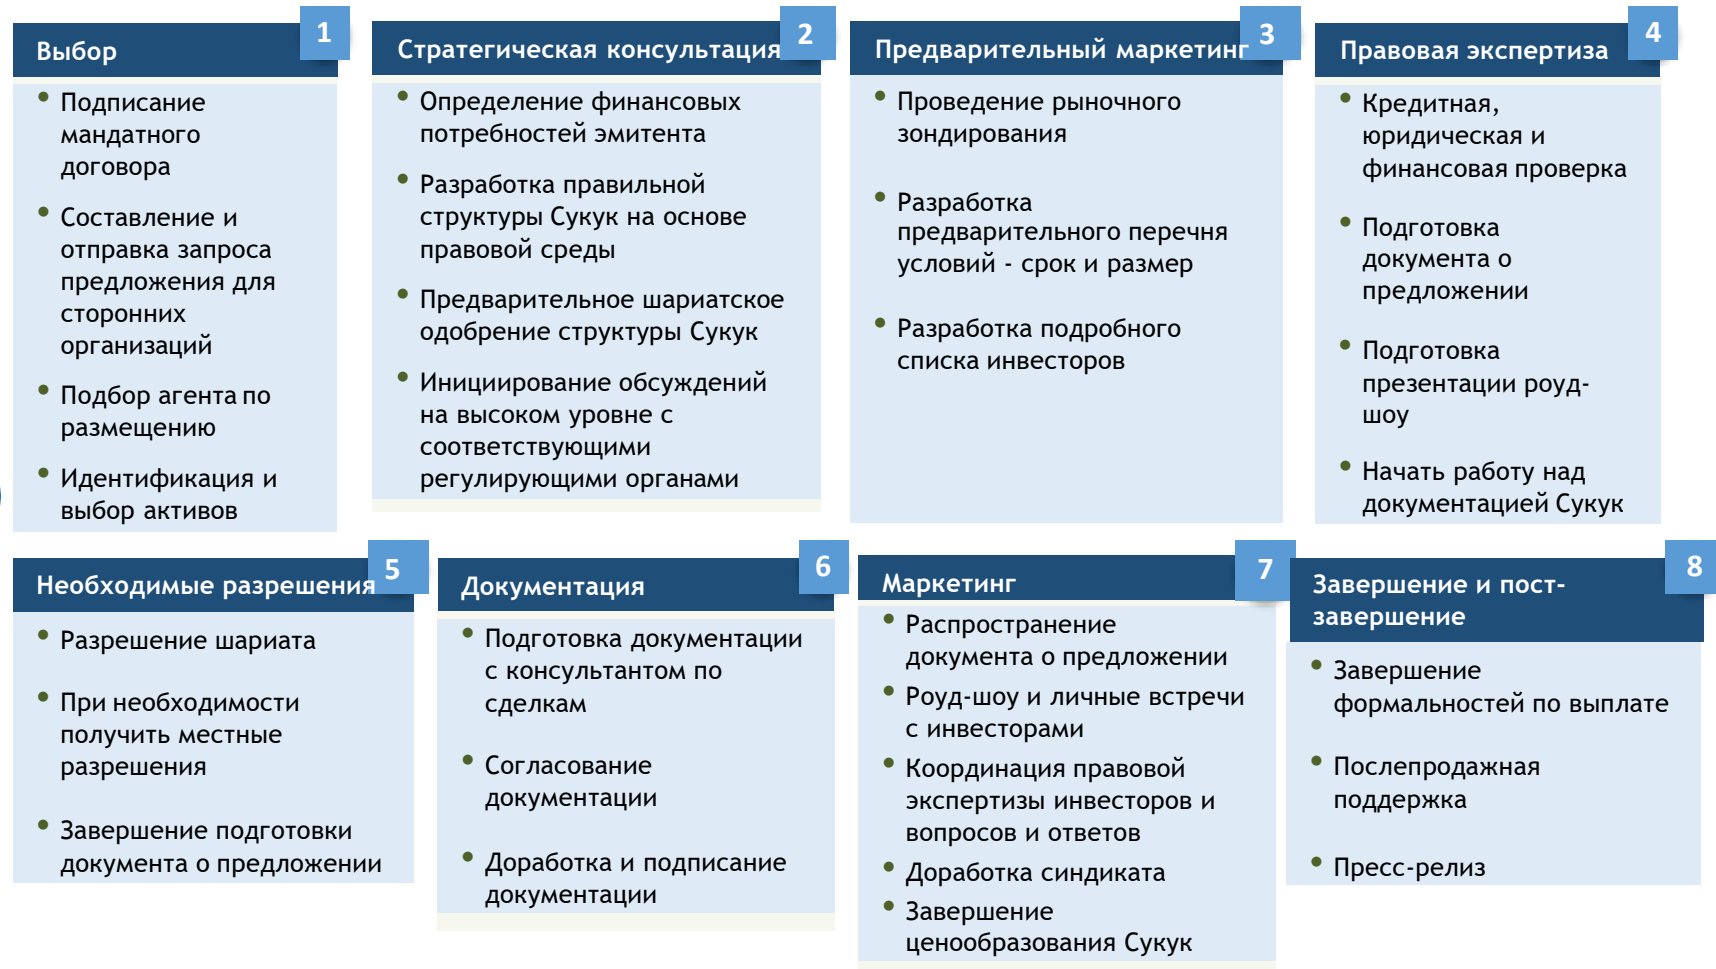 1
Выбор
• Подписание
мандатного
договора
• Составление и
отправка запроса
предложения для
сторонних
организаций
• Подбор агента по
размещению
• Идентификация и
выбор активов
2
Стратегическая консультация
• Определение финансовых
потребностей эмитента
• Разработка правильной
структуры Сукук на основе
правовой среды
• Предварительное шариатское
одобрение структуры Сукук
• Инициирование обсуждений
на высоком уровне с
соответствующими
регулирующими органами
3
Предварительный маркетинг
• Проведение рыночного
зондирования
• Разработка
предварительного перечня
условий - срок и размер
• Разработка подробного
списка инвесторов
4
Правовая экспертиза
• Кредитная,
юридическая и
финансовая проверка
• Подготовка
документа о
предложении
• Подготовка
презентации роуд-
шоу
• Начать работу над
документацией Сукук
5
Необходимые разрешения
• Разрешение шариата
• При необходимости
получить местные
разрешения
• Завершение подготовки
документа о предложении
6
Документация
• Подготовка документации
с консультантом по
сделкам
• Согласование
документации
• Доработка и подписание
документации
7
Маркетинг
• Распространение
документа о предложении
• Роуд-шоу и личные встречи
с инвесторами
• Координация правовой
экспертизы инвесторов и
вопросов и ответов
• Доработка синдиката
• Завершение
ценообразования Сукук
8
Завершение и пост-
завершение
• Завершение
формальностей по выплате
• Послепродажная
поддержка
• Пресс-релиз